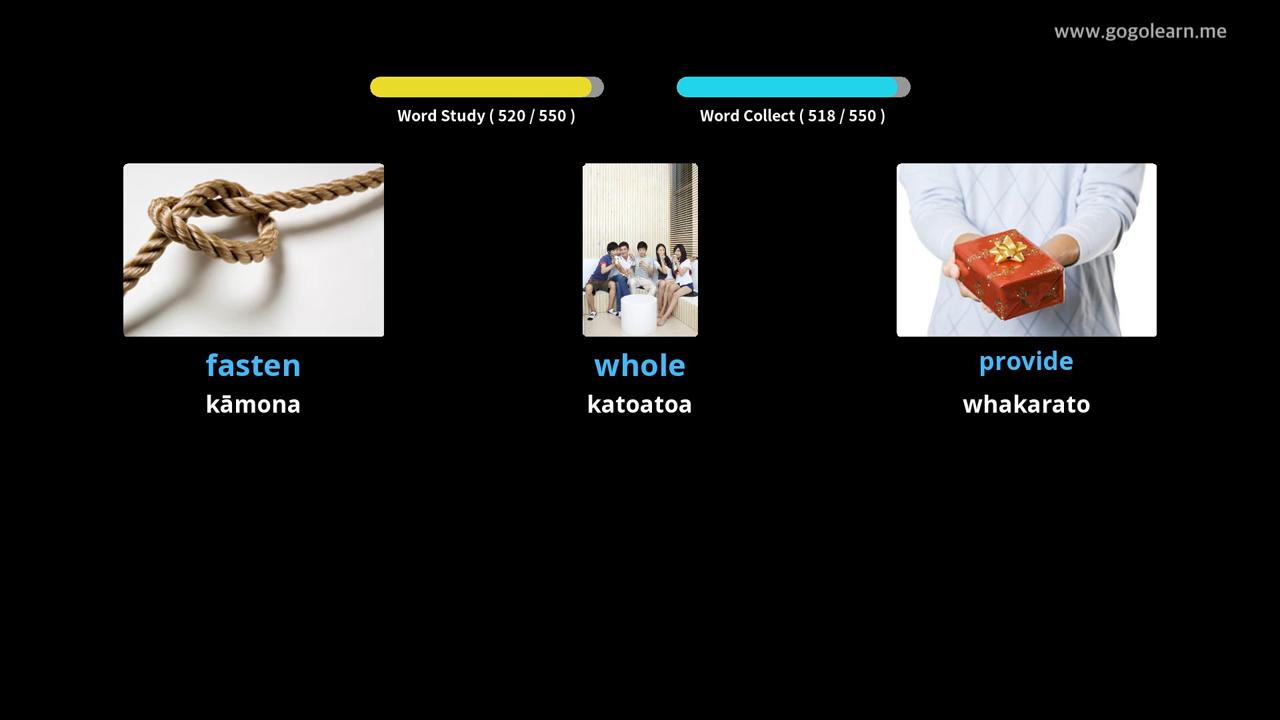 www.gogolearn.me
Word Study ( 520 / 550 )
Word Collect ( 518 / 550 )
fasten
kāmona
whole
katoatoa
provide
whakarato